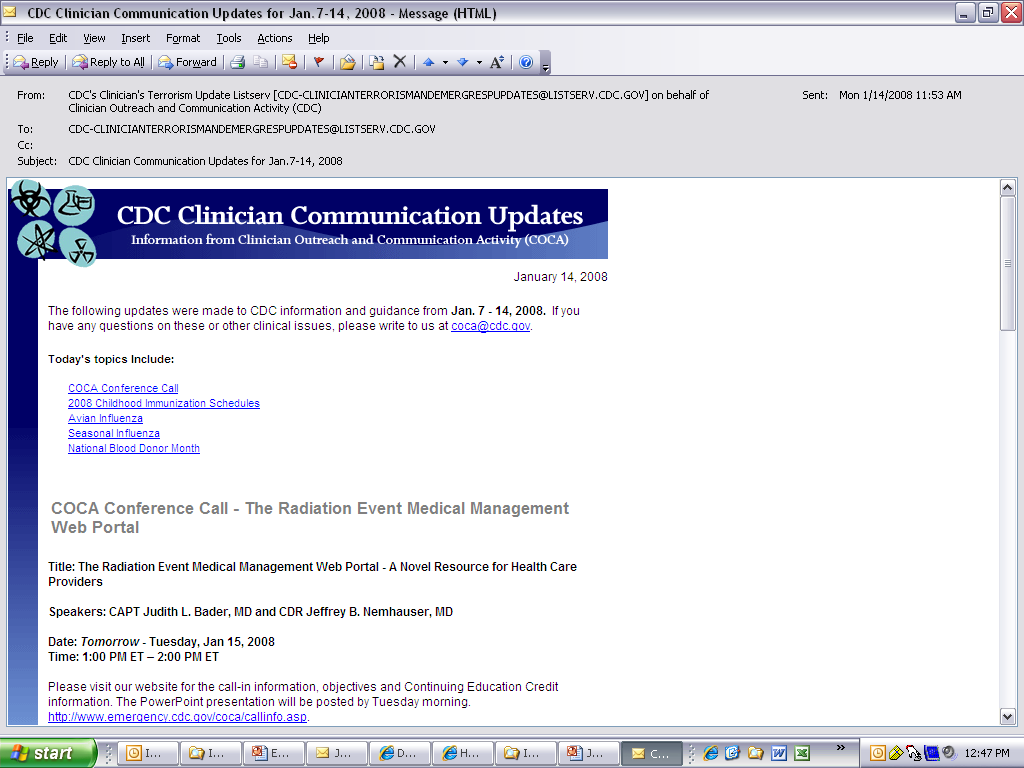 CDC Clinician Communication Updates for Jan.7-14, 2008 - Message (HTML)
File Edit View Insert Format Tools Actions Help
Reply Reply to All Forward
From: CDC's Clinician's Terrorism Update Listserv [CDC-CLINICIANTERRORISMANDEMERGRESPUPDATES@LISTSERV.CDC.GOV] on behalf of Sent: Mon 1/14/2008 11:53 AM
Clinician Outreach and Communication Activity (CDC)
To: CDC-CLINICIANTERRORISMANDEMERGRESPUPDATES@LISTSERV.CDC.GOV
Cc:
Subject: CDC Clinician Communication Updates for Jan.7-14, 2008
CDC Clinician Communication Updates
Information from Clinician Outreach and Communication Activity (COCA)
January 14, 2008
The following updates were made to CDC information and guidance from Jan. 7 - 14, 2008. If you
have any questions on these or other clinical issues, please write to us at coca@cdc.gov.
Today's topics Include:
COCA Conference Call
2008 Childhood Immunization Schedules
Avian Influenza
Seasonal Influenza
National Blood Donor Month
COCA Conference Call - The Radiation Event Medical Management
Web Portal
Title: The Radiation Event Medical Management Web Portal - A Novel Resource for Health Care
Providers
Speakers: CAPT Judith L. Bader, MD and CDR Jeffrey B. Nemhauser, MD
Date: Tomorrow - Tuesday, Jan 15, 2008
Time: 1:00 PM ET – 2:00 PM ET
Please visit our website for the call-in information, objectives and Continuing Education Credit
information. The PowerPoint presentation will be posted by Tuesday morning.
http://www.emergency.cdc.gov/coca/callinfo.asp.
start I... I... E... J... D... H... I... J... C... » 12:47 PM